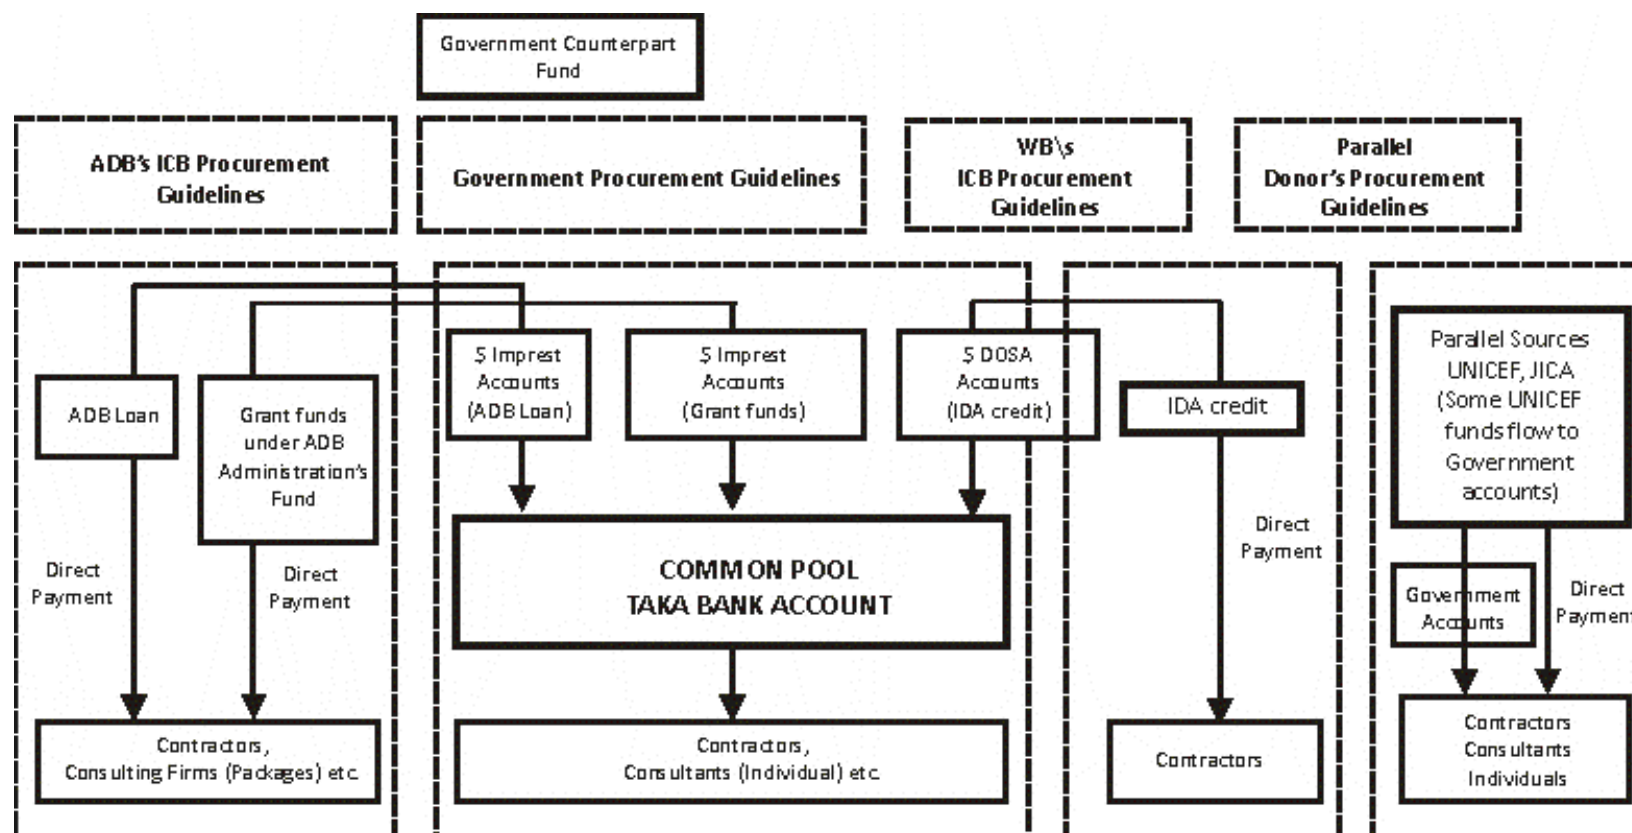 Government Counterpart
Fund
ADB's ICB Procurement
Guidelines
Government Procurement Guidelines
WB\s
ICB Procurement
Guidelines
Parallel
Donor's Procurement
Guidelines
ADB Loan
Grant funds
under ADB
Administration's
Fund
$ Imprest
Accounts
(ADB Loan)
$ Imprest
Accounts
(Grant funds)
$ DOSA
Accounts
(IDA credit)
IDA credit
Parallel Sources
UNICEF, JICA
(Some UNICEF
funds flow to
Government
accounts)
COMMON POOL
TAKA BANK ACCOUNT
Direct
Payment
Direct
Payment
Direct
Payment
Government
Accounts
Direct
Payment
Contractors,
Consulting Firms (Packages) etc.
Contractors,
Consultants (Individual) etc.
Contractors
Contractors
Consultants
Individuals